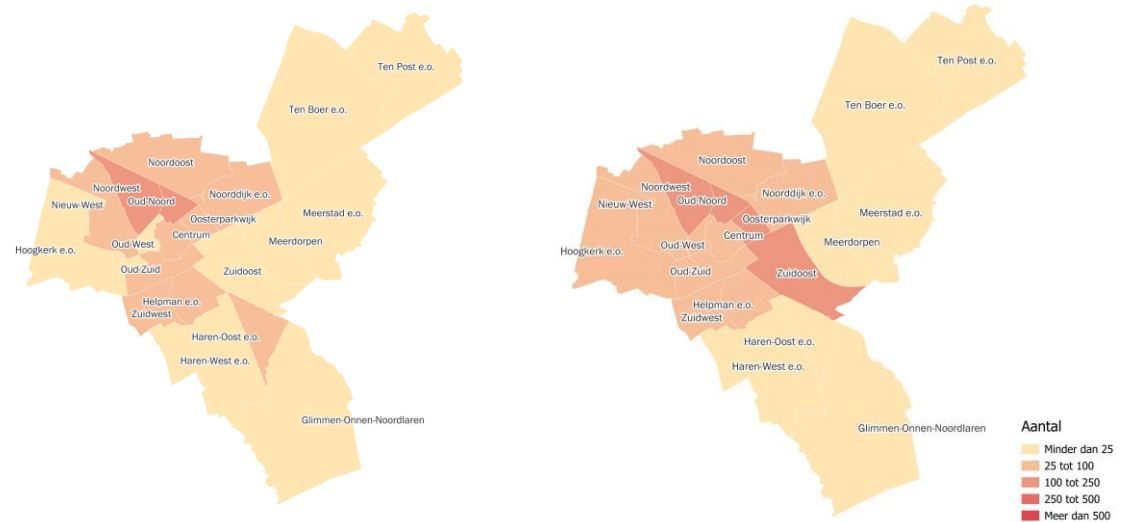 Ten Post e.o.
Ten Boer e.o.
Noordoost
Noordwest
Oud-Noord
Noorddijk e.o.
Nieuw-West
Oosterparkwijk
Meerstad e.o.
Centrum
Oud-West
Meerdorpen
Hoogkerk e.o.
Oud-Zuid
Zuidoost
Helpman e.o.
Zuidwest
Haren-Oost e.o.
Haren-West e.o.
Glimmen-Onnen-Noordlaren
Ten Post e.o.
Ten Boer e.o.
Noordoost
Noordwest
Oud-Noord
Noorddijk e.o.
Nieuw-West
Oosterparkwijk
Meerstad e.o.
Centrum
Oud-West
Meerdorpen
Hoogkerk e.o.
Oud-Zuid
Zuidoost
Helpman e.o.
Zuidwest
Haren-Oost e.o.
Haren-West e.o.
Glimmen-Onnen-Noordlaren
Aantal
Minder dan 25
25 tot 100
100 tot 250
250 tot 500
Meer dan 500